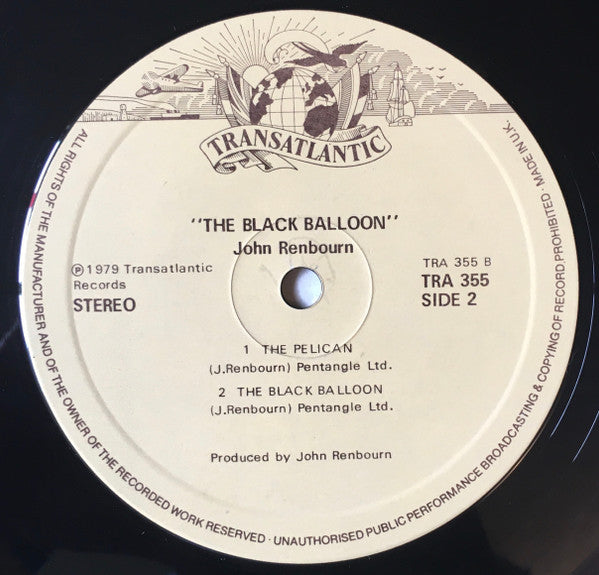 TRANSATLANTIC
"THE BLACK BALLOON"
John Renbourn
℗ 1979 Transatlantic
Records
STEREO
TRA 355 B
TRA 355
SIDE 2
1 THE PELICAN
(J.Renbourn) Pentangle Ltd.
2 THE BLACK BALLOON
(J.Renbourn) Pentangle Ltd.
Produced by John Renbourn
ALL RIGHTS OF THE MANUFACTURER AND OF THE OWNER OF THE RECORDED WORK RESERVED · UNAUTHORISED PUBLIC PERFORMANCE BROADCASTING & COPYING OF RECORD PROHIBITED · MADE IN U.K.